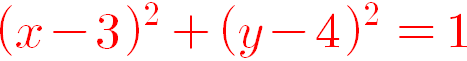 (x−3)² + (y−4)² = 1